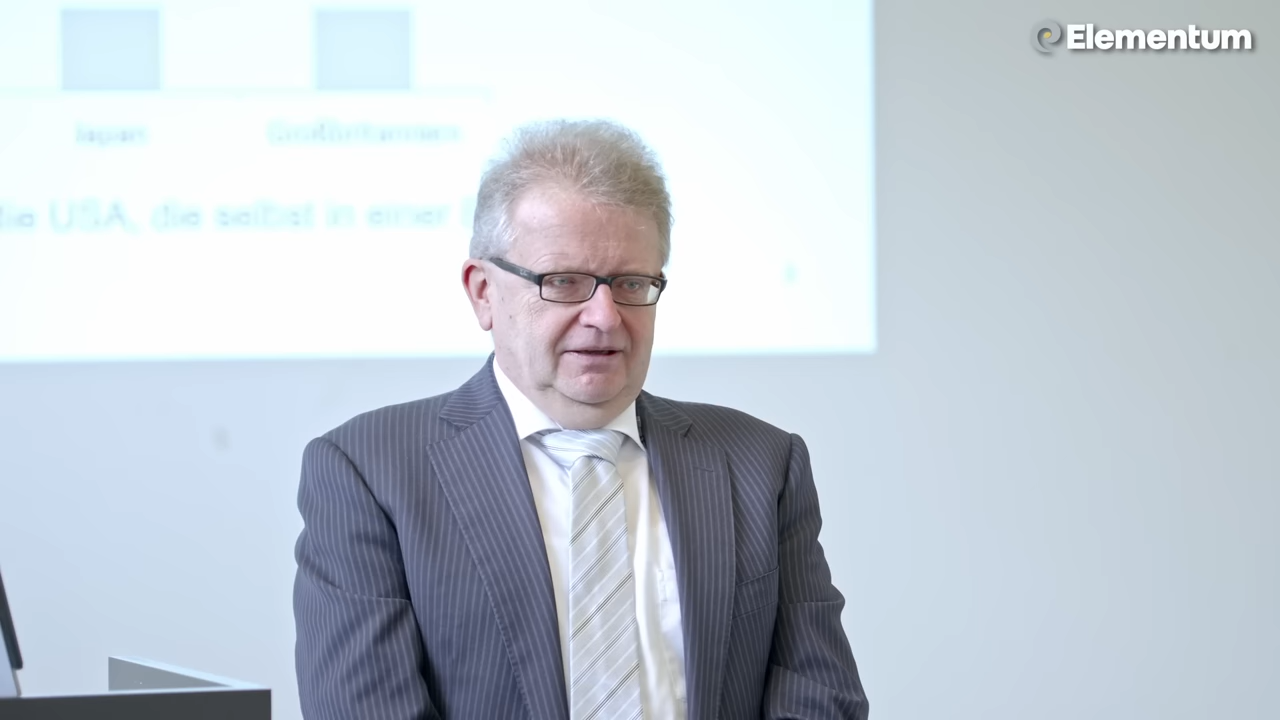 Elementum
Japan Großbritannien
die USA, die selbst in einer